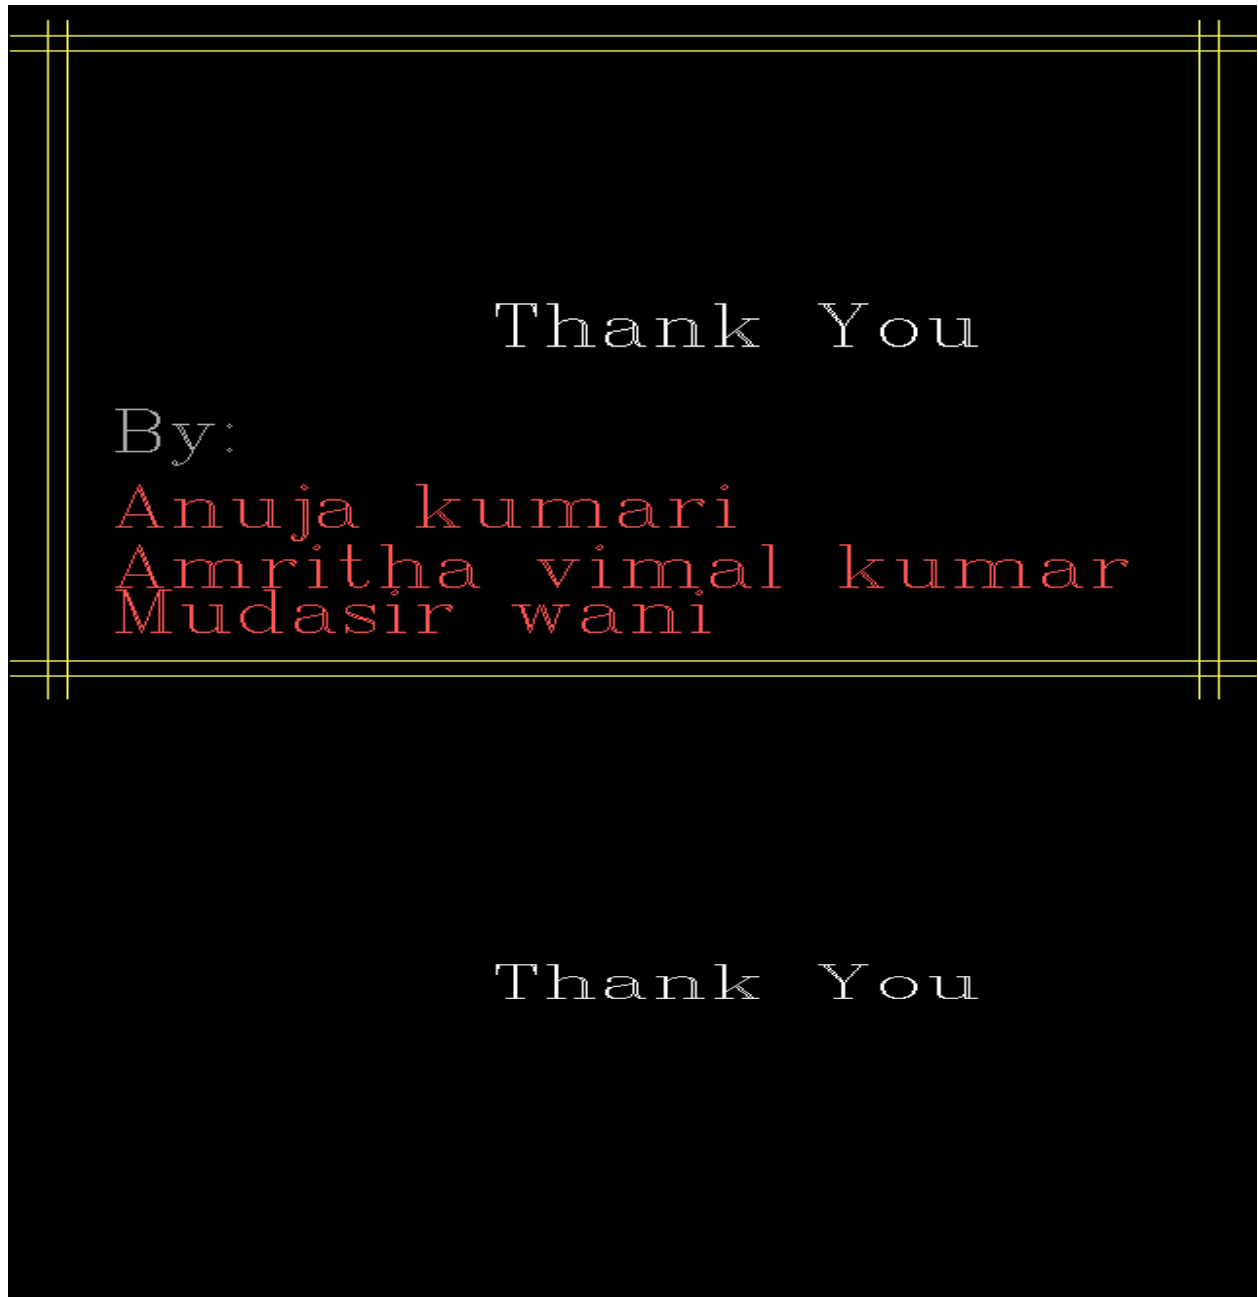 Thank You
By:
Anuja kumari
Amritha vimal kumar
Mudasir wani
Thank You